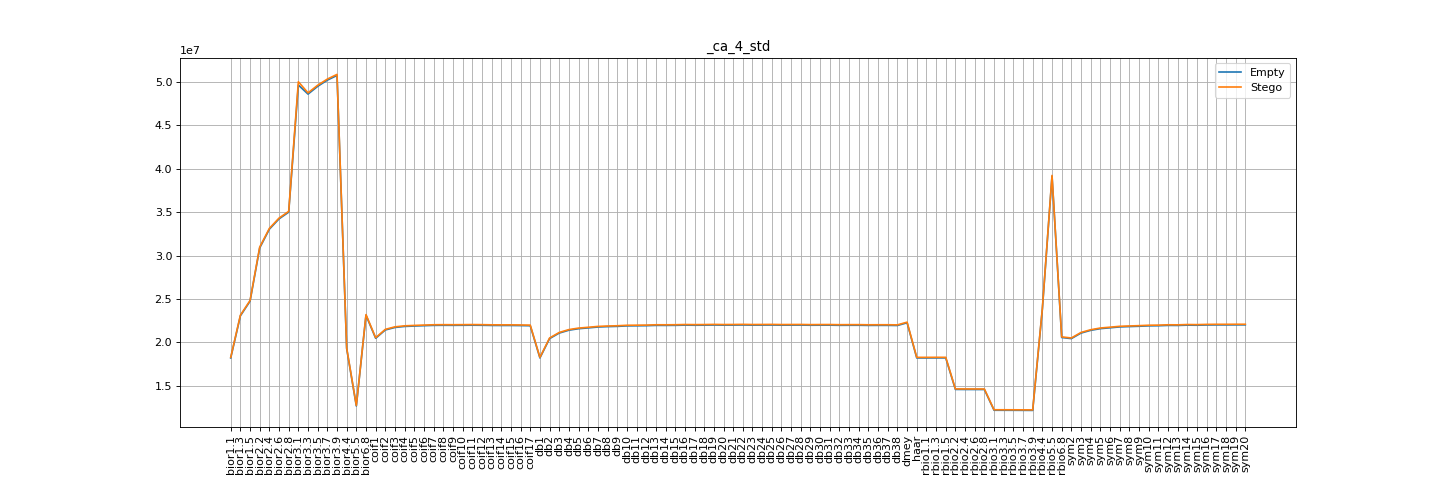 _ca_4_std
1e7
Empty
Stego
5.0
4.5
4.0
3.5
3.0
2.5
2.0
1.5
bior1.1
bior1.3
bior1.5
bior2.2
bior2.4
bior2.6
bior2.8
bior3.1
bior3.3
bior3.5
bior3.7
bior3.9
bior4.4
bior5.5
bior6.8
coif1
coif2
coif3
coif4
coif5
coif6
coif7
coif8
coif9
coif10
coif11
coif12
coif13
coif14
coif15
coif16
coif17
db1
db2
db3
db4
db5
db6
db7
db8
db9
db10
db11
db12
db13
db14
db15
db16
db17
db18
db19
db20
db21
db22
db23
db24
db25
db26
db27
db28
db29
db30
db31
db32
db33
db34
db35
db36
db37
db38
dmey
haar
rbio1.1
rbio1.3
rbio1.5
rbio2.2
rbio2.4
rbio2.6
rbio2.8
rbio3.1
rbio3.3
rbio3.5
rbio3.7
rbio3.9
rbio4.4
rbio5.5
rbio6.8
sym2
sym3
sym4
sym5
sym6
sym7
sym8
sym9
sym10
sym11
sym12
sym13
sym14
sym15
sym16
sym17
sym18
sym19
sym20